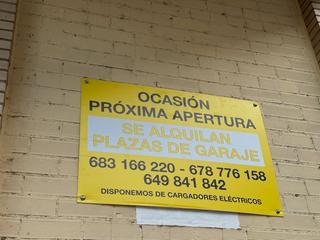 OCASIÓN
PRÓXIMA APERTURA
SE ALQUILAN
PLAZAS DE GARAJE
683 166 220 - 678 776 158
649 841 842
DISPONEMOS DE CARGADORES ELÉCTRICOS